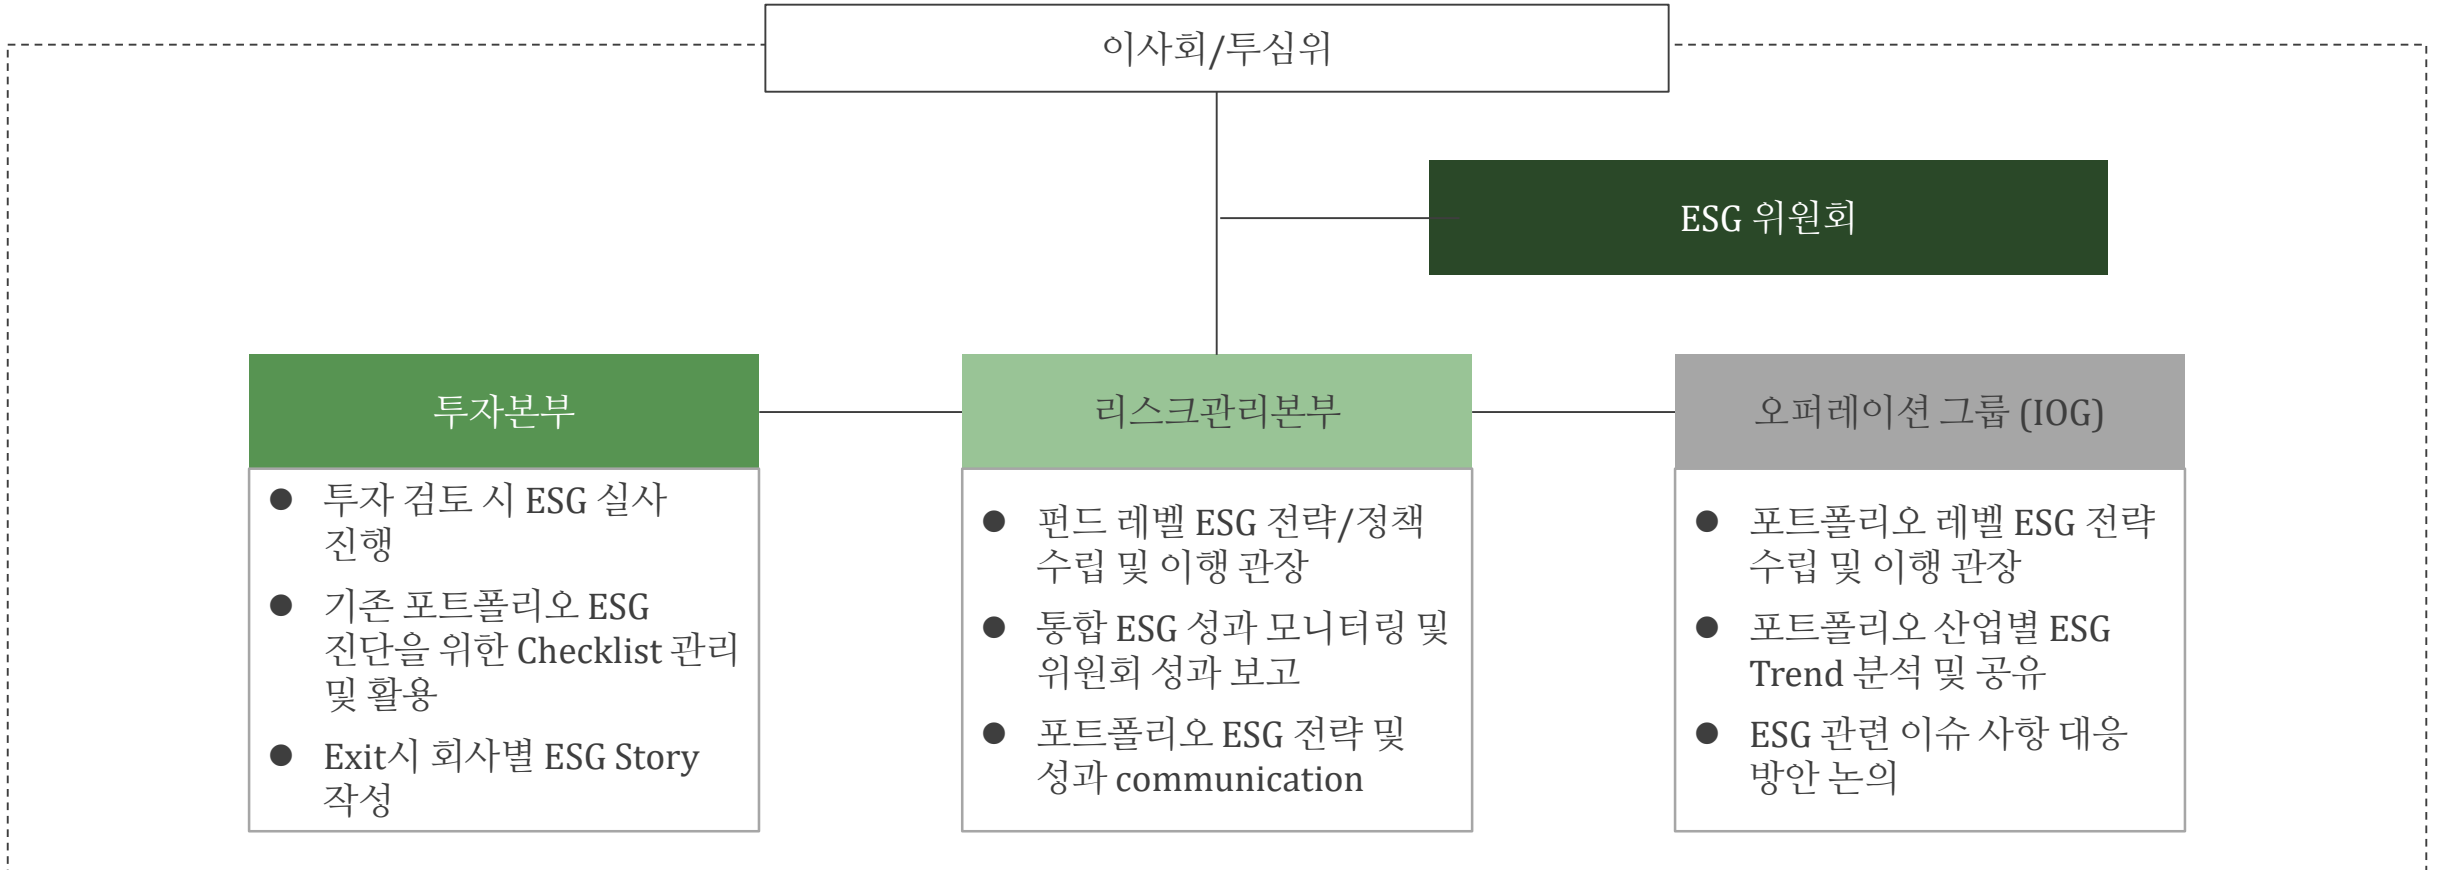 이사회/투심위
ESG 위원회
투자본부
● 투자 검토 시 ESG 실사
진행
● 기존 포트폴리오 ESG
진단을 위한 Checklist 관리
및 활용
● Exit시 회사별 ESG Story
작성
리스크관리본부
● 펀드 레벨 ESG 전략/정책
수립 및 이행 관장
● 통합 ESG 성과 모니터링 및
위원회 성과 보고
● 포트폴리오 ESG 전략 및
성과 communication
오퍼레이션 그룹 (IOG)
● 포트폴리오 레벨 ESG 전략
수립 및 이행 관장
● 포트폴리오 산업별 ESG
Trend 분석 및 공유
● ESG 관련 이슈 사항 대응
방안 논의